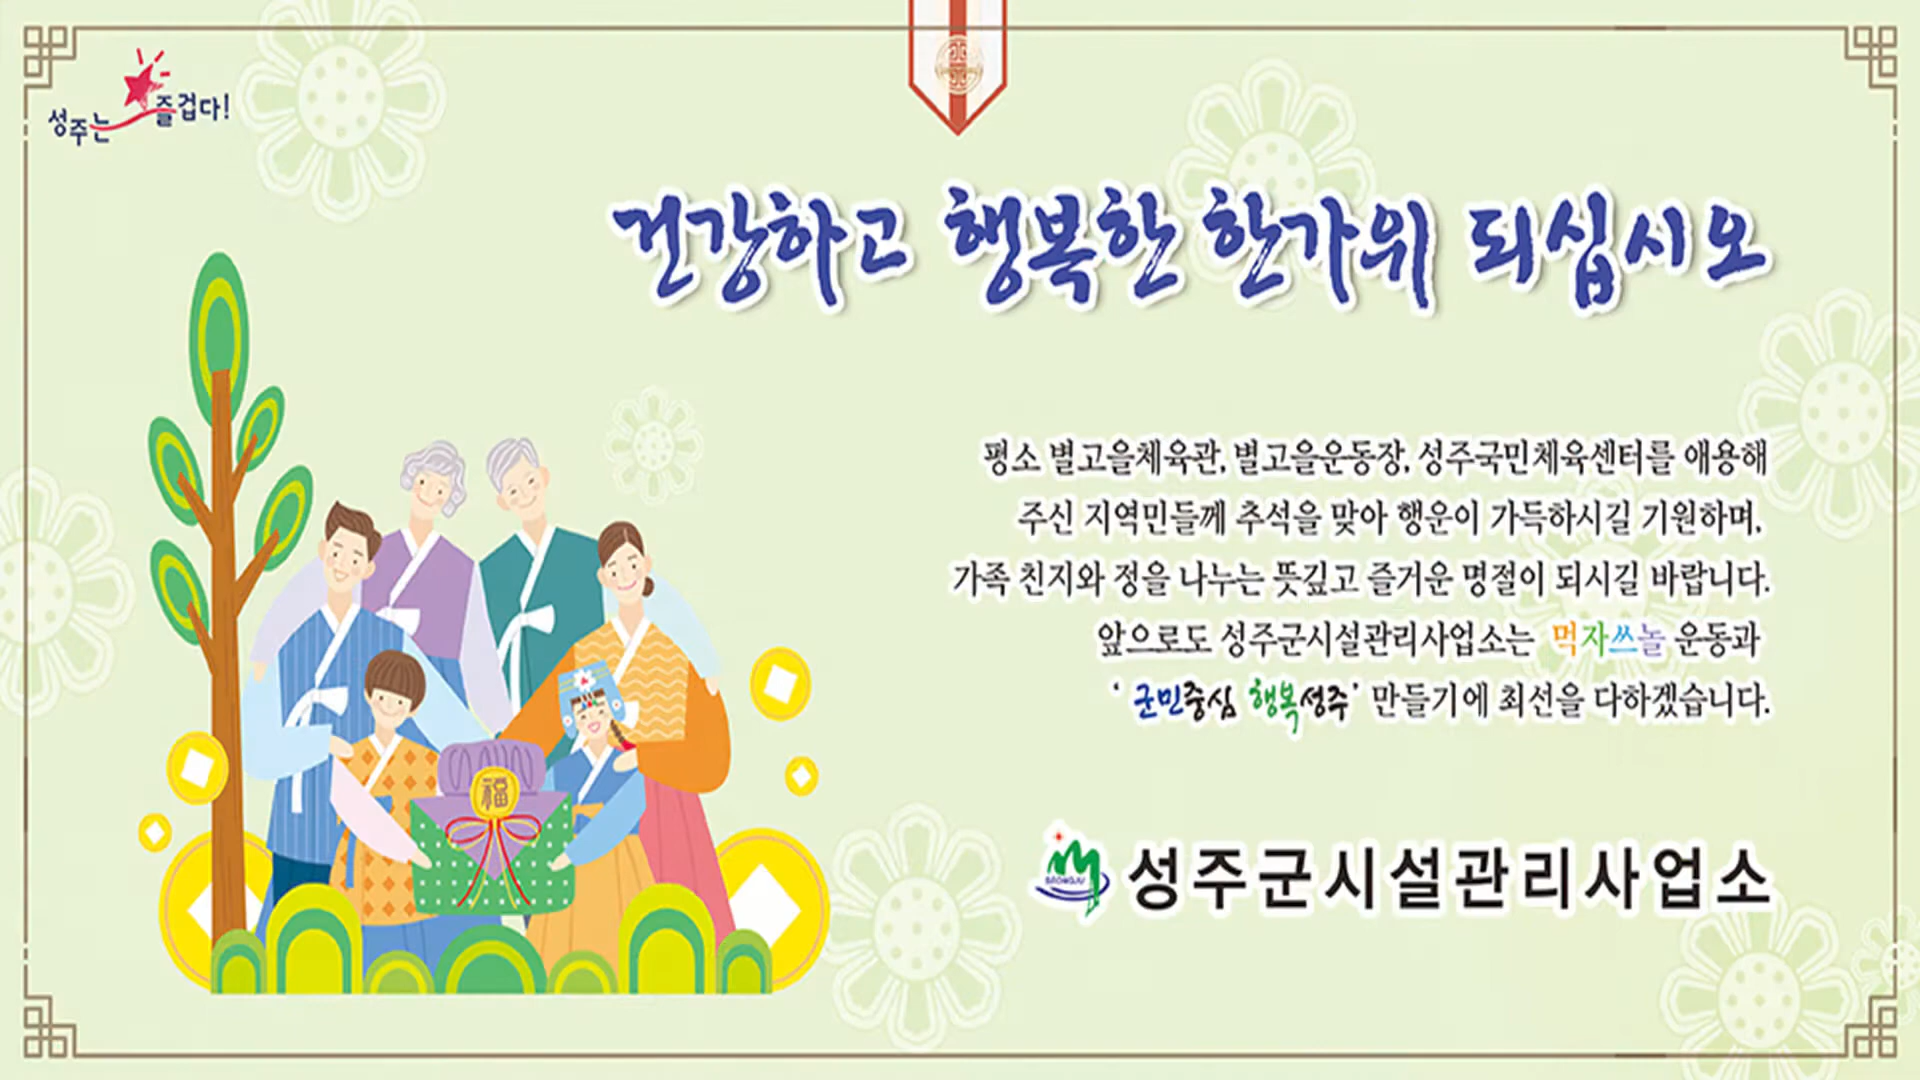 성주는 즐겁다!
건강하고 행복한 한가위 되십시오
평소 별고을체육관, 별고을운동장, 성주국민체육센터를 애용해
주신 지역민들께 추석을 맞아 행운이 가득하시길 기원하며,
가족 친지와 정을 나누는 뜻깊고 즐거운 명절이 되시길 바랍니다.
앞으로도 성주군시설관리사업소는 먹자쓰놀 운동과
‘군민중심 행복성주’ 만들기에 최선을 다하겠습니다.
福
SEONGJU
성주군시설관리사업소